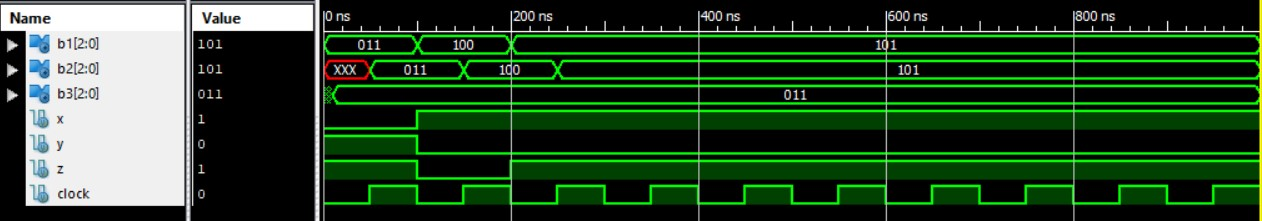 Name Value 0 ns 200 ns 400 ns 600 ns 800 ns
b1[2:0] 101 011 100 101
b2[2:0] 101 XXX 011 100 101
b3[2:0] 011 011
x 1
y 0
z 1
clock 0